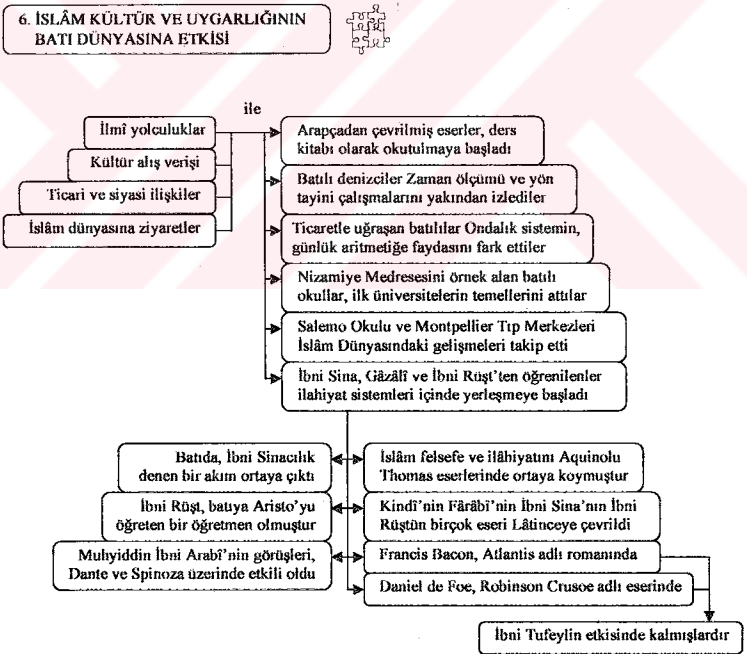 6. İSLÂM KÜLTÜR VE UYGARLIĞININ
BATI DÜNYASINA ETKİSİ
ile
İlmî yolculuklar
Kültür alış verişi
Ticari ve siyasi ilişkiler
İslâm dünyasına ziyaretler
Arapçadan çevrilmiş eserler, ders
kitabı olarak okutulmaya başladı
Batılı denizciler Zaman ölçümü ve yön
tayini çalışmalarını yakından izlediler
Ticaretle uğraşan batılılar Ondalık sistemin,
günlük aritmetiğe faydasını fark ettiler
Nizamiye Medresesini örnek alan batılı
okullar, ilk üniversitelerin temellerini attılar
Salemo Okulu ve Montpellier Tıp Merkezleri
İslâm Dünyasındaki gelişmeleri takip etti
İbni Sina, Gâzâlî ve İbni Rüşt'ten öğrenilenler
ilahiyat sistemleri içinde yerleşmeye başladı
Batıda, İbni Sinacılık
denen bir akım ortaya çıktı
İslâm felsefe ve ilâhiyatını Aquinolu
Thomas eserlerinde ortaya koymuştur
İbni Rüşt, batıya Aristo'yu
öğreten bir öğretmen olmuştur
Kindî'nin Fârâbî'nin İbni Sina'nın İbni
Rüştün birçok eseri Lâtinceye çevrildi
Muhyiddin İbni Arabî'nin görüşleri,
Dante ve Spinoza üzerinde etkili oldu
Francis Bacon, Atlantis adlı romanında
Daniel de Foe, Robinson Crusoe adlı eserinde
İbni Tufeylin etkisinde kalmışlardır